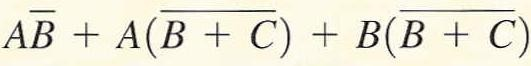 AB̅ + A(B̅ ̅+̅ ̅C̅) + B(B̅ ̅+̅ ̅C̅)